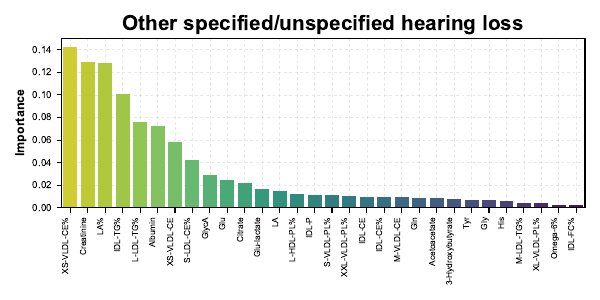 Other specified/unspecified hearing loss
Importance
0.14
0.12
0.10
0.08
0.06
0.04
0.02
0.00
XS-VLDL-CE%
Creatinine
LA%
IDL-TG%
L-LDL-TG%
Albumin
XS-VLDL-CE
S-LDL-CE%
GlycA
Glu
Citrate
Glu-lactate
LA
L-HDL-PL%
IDL-P
S-VLDL-PL%
XXL-VLDL-PL%
IDL-CE
IDL-CE%
M-VLDL-CE
Gln
Acetoacetate
3-Hydroxybutyrate
Tyr
Gly
His
M-LDL-TG%
XL-VLDL-PL%
Omega-6%
IDL-FC%